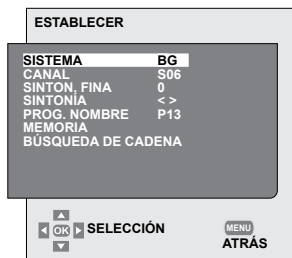 ESTABLECER
SISTEMA BG
CANAL S06
SINTON, FINA 0
SINTONÍA < >
PROG. NOMBRE P13
MEMORIA
BÚSQUEDA DE CADENA
OK SELECCIÓN MENU
ATRÁS